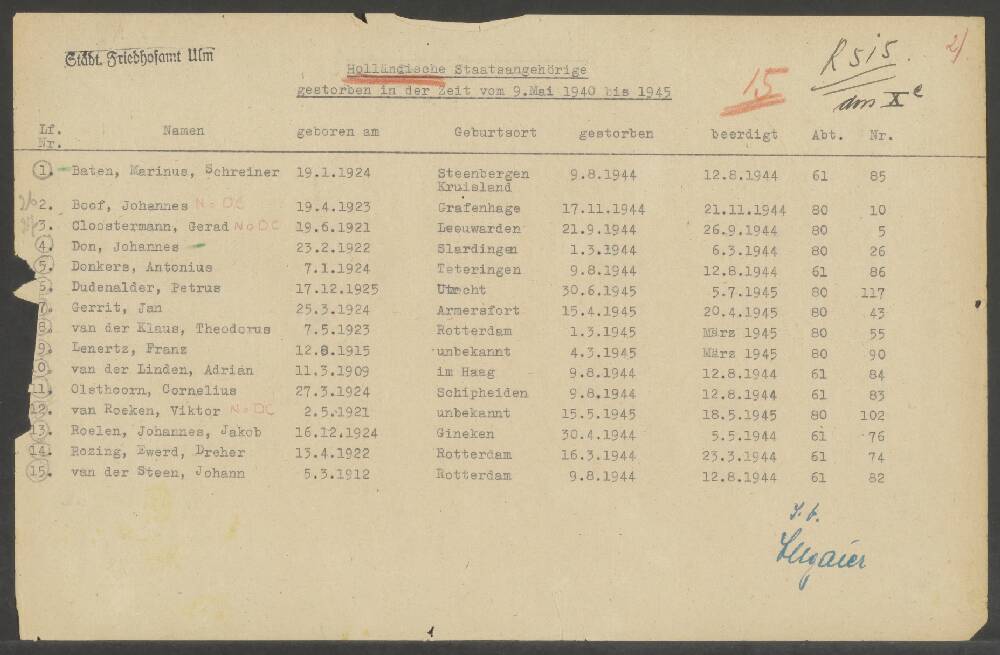 Städt. Friedhofsamt Ulm
2)
R 5 i 5.
dns X e
15
Holländische Staatsangehörige
gestorben in der Zeit vom 9.Mai 1940 bis 1945
Lf. Nr. Namen geboren am Geburtsort gestorben beerdigt Abt. Nr.
1. Baten, Marinus, Schreiner 19.1.1924 Steenbergen Kruisland 9.8.1944 12.8.1944 61 85
2. Boof, Johannes No DC 19.4.1923 Grafenhage 17.11.1944 21.11.1944 80 10
3. Cloostermann, Gerad No DC 19.6.1921 Leeuwarden 21.9.1944 26.9.1944 80 5
4. Don, Johannes 23.2.1922 Slardingen 1.3.1944 6.3.1944 80 26
5. Donkers, Antonius 7.1.1924 Teteringen 9.8.1944 12.8.1944 61 86
5. Dudenalder, Petrus 17.12.1925 Utrecht 30.6.1945 5.7.1945 80 117
7. Gerrit, Jan 25.3.1924 Armersfort 15.4.1945 20.4.1945 80 43
8. van der Klaus, Theodorus 7.5.1923 Rotterdam 1.3.1945 März 1945 80 55
9. Lenertz, Franz 12.8.1915 unbekannt 4.3.1945 März 1945 80 90
0. van der Linden, Adrian 11.3.1909 im Haag 9.8.1944 12.8.1944 61 84
11. Olsthoorn, Cornelius 27.3.1924 Schipheiden 9.8.1944 12.8.1944 61 83
12. van Roeken, Viktor No DC 2.5.1921 unbekannt 15.5.1945 18.5.1945 80 102
13. Roelen, Johannes, Jakob 16.12.1924 Gineken 30.4.1944 5.5.1944 61 76
14. Rozing, Ewerd, Dreher 13.4.1922 Rotterdam 16.3.1944 23.3.1944 61 74
15. van der Steen, Johann 5.3.1912 Rotterdam 9.8.1944 12.8.1944 61 82